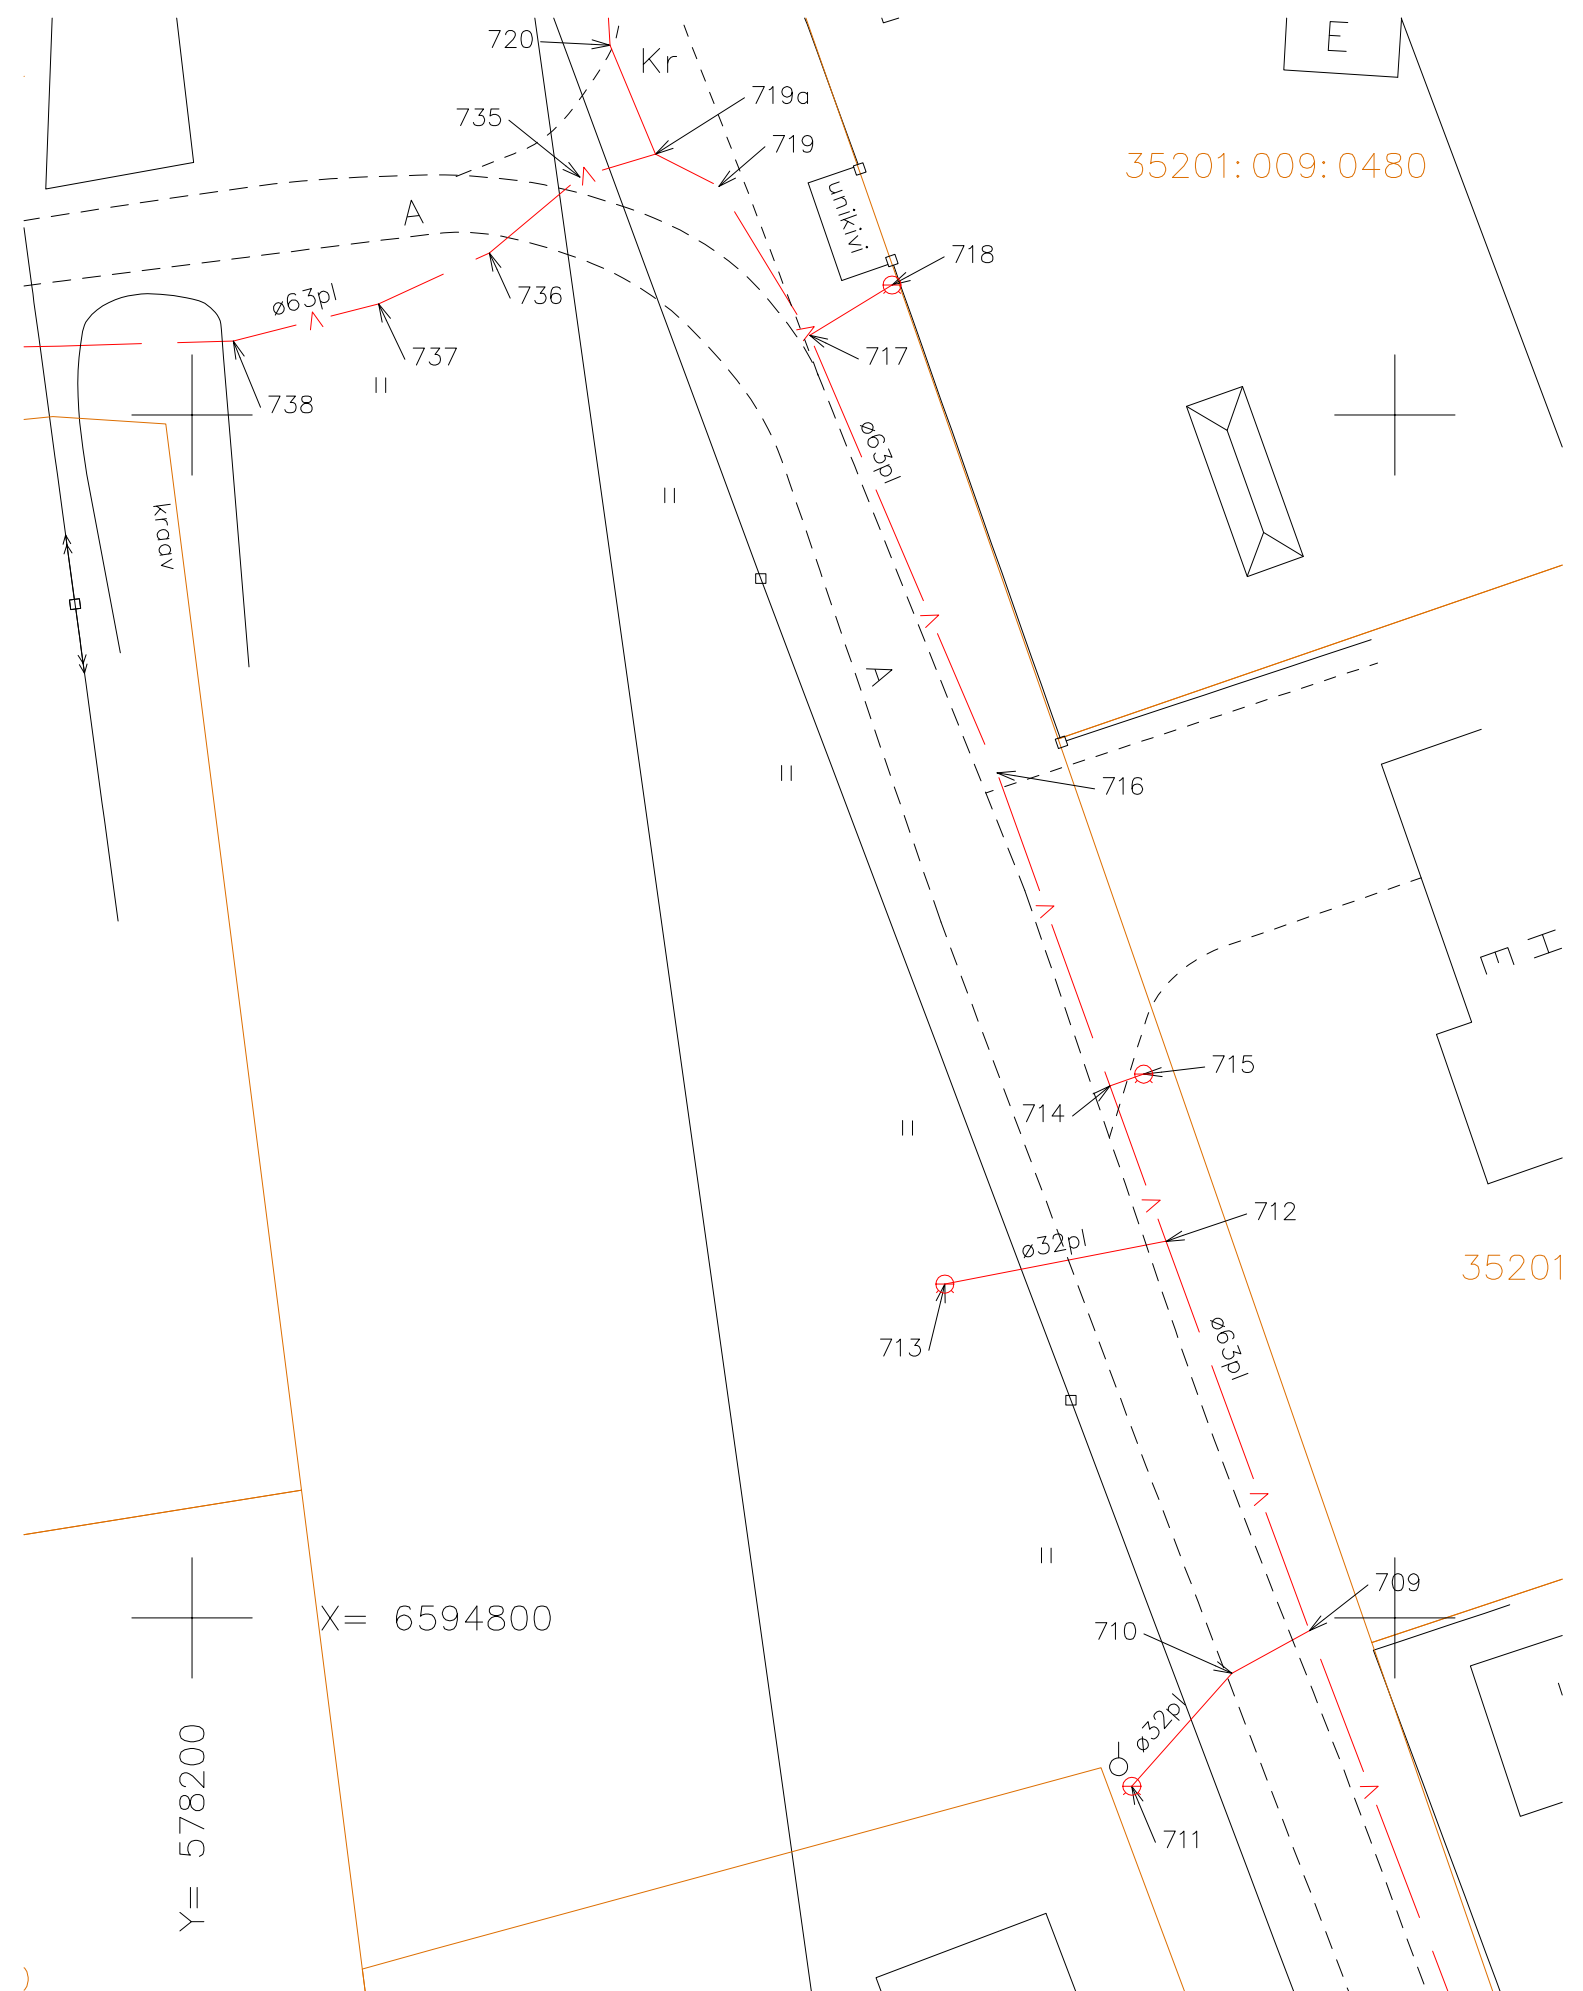 E
720
Kr
719a
735
719
35201:009:0480
unikivi
A
718
736
ø63pl
717
737
=
738
ø63pl
=
kraav
A
=
716
H
E
715
714
=
712
ø32pl
35201
713
ø63pl
=
709
X= 6594800
710
ø32pl
Y= 578200
711